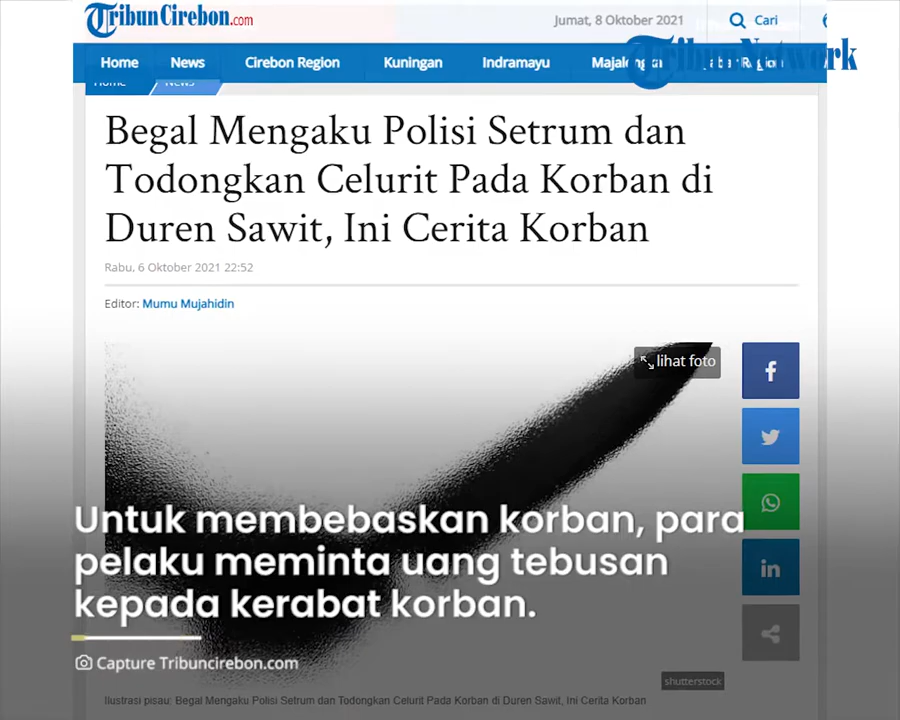 TribunCirebon.com
Jumat, 8 Oktober 2021
Cari
Tribun Network
Home News Cirebon Region Kuningan Indramayu Majalengka Jabar Region
Home News
Begal Mengaku Polisi Setrum dan
Todongkan Celurit Pada Korban di
Duren Sawit, Ini Cerita Korban
Rabu, 6 Oktober 2021 22:52
Editor: Mumu Mujahidin
lihat foto
Untuk membebaskan korban, para
pelaku meminta uang tebusan
kepada kerabat korban.
Capture Tribuncirebon.com
shutterstock
Ilustrasi pisau: Begal Mengaku Polisi Setrum dan Todongkan Celurit Pada Korban di Duren Sawit, Ini Cerita Korban